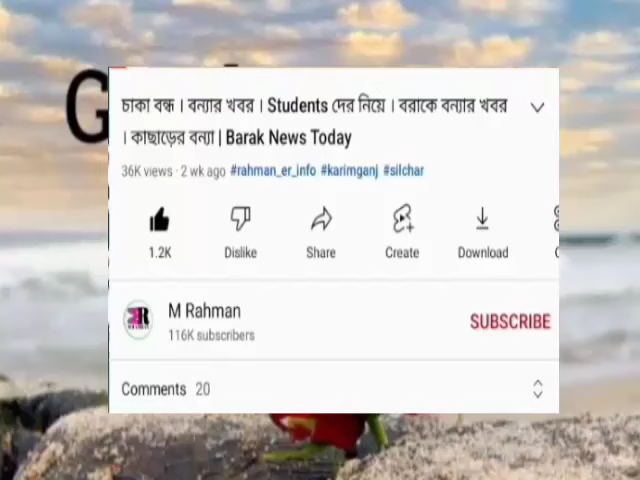 চাকা বন্ধ । বন্যার খবর । Students দের নিয়ে । বরাকে বন্যার খবর
। কাছাড়ের বন্যা | Barak News Today
36K views · 2 wk ago #rahman_er_info #karimganj #silchar
1.2K Dislike Share Create Download
M Rahman
116K subscribers
SUBSCRIBE
Comments 20